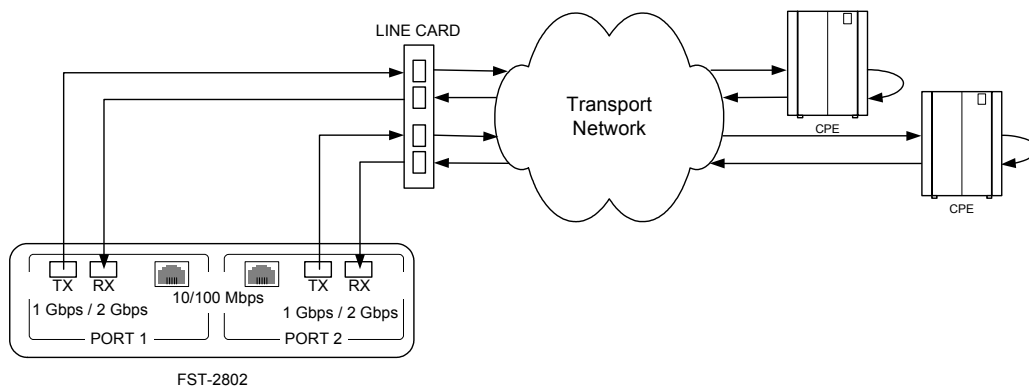 LINE CARD
Transport
Network
CPE
CPE
TX
RX
TX
RX
10/100 Mbps
1 Gbps / 2 Gbps
1 Gbps / 2 Gbps
PORT 1
PORT 2
FST-2802